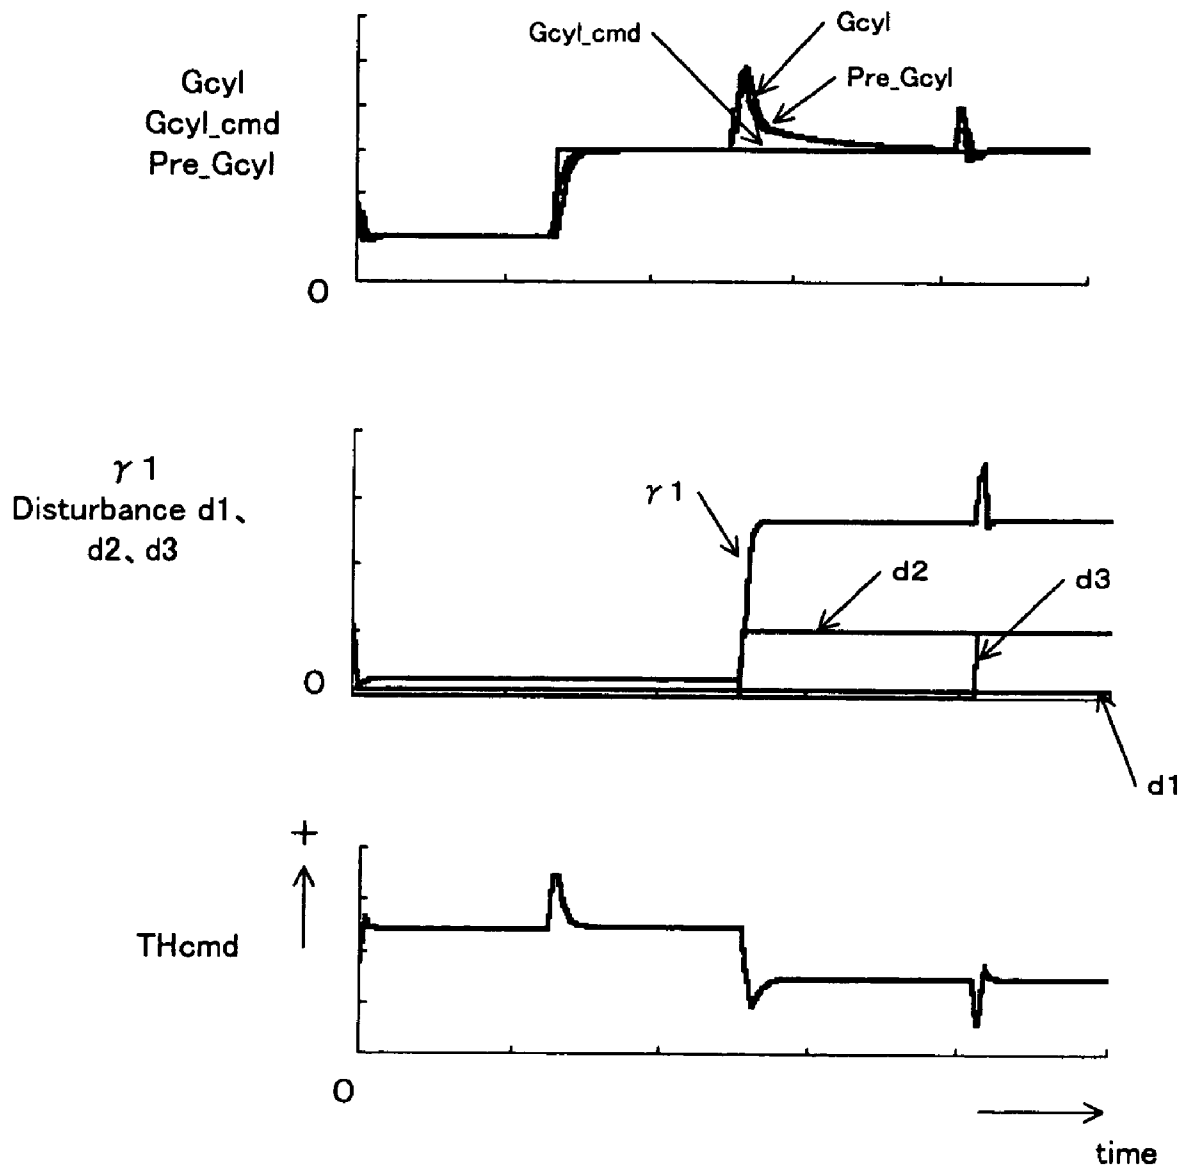 Gcyl_cmd
Gcyl
Pre_Gcyl
Gcyl
Gcyl_cmd
Pre_Gcyl
0
γ1
Disturbance d1、
d2、d3
γ1
d2
d3
0
d1
+
THcmd
0
time